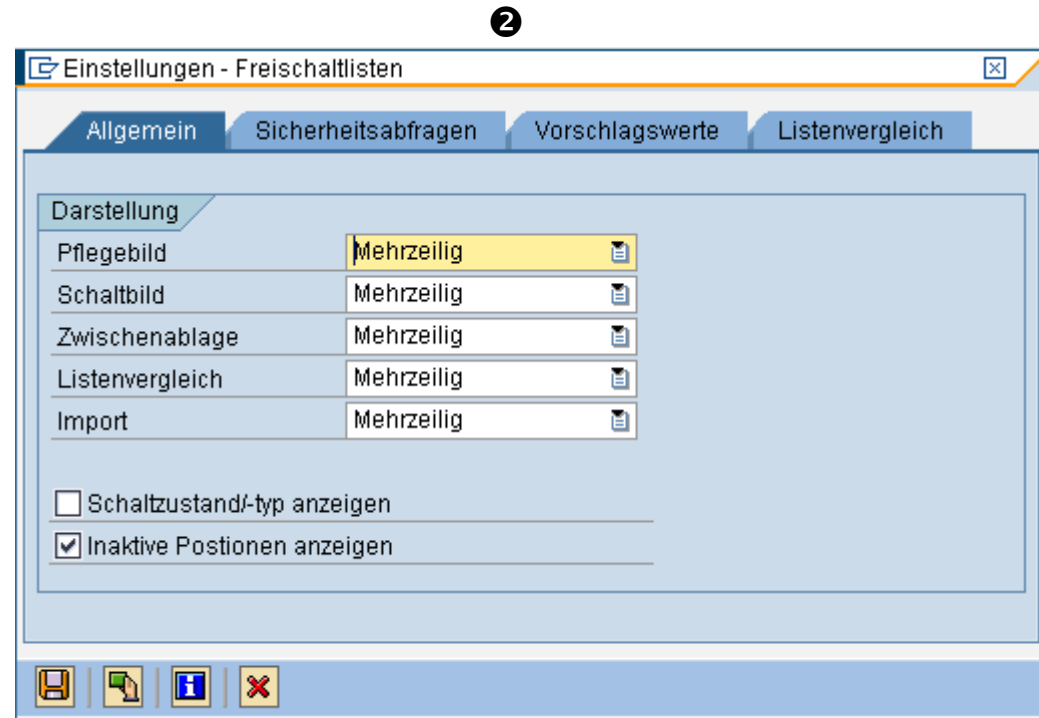 ❷
Einstellungen - Freischaltlisten
Allgemein Sicherheitsabfragen Vorschlagswerte Listenvergleich
Darstellung
Pflegebild Mehrzeilig
Schaltbild Mehrzeilig
Zwischenablage Mehrzeilig
Listenvergleich Mehrzeilig
Import Mehrzeilig
Schaltzustand/-typ anzeigen
Inaktive Postionen anzeigen